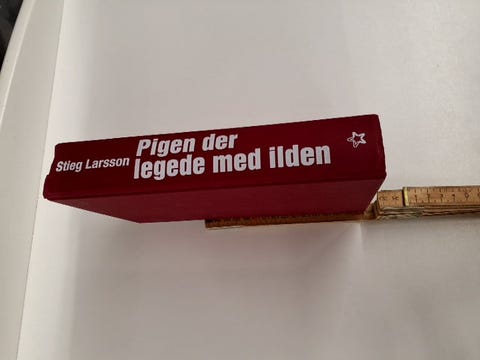 Stieg Larsson
Pigen der
legede med ilden